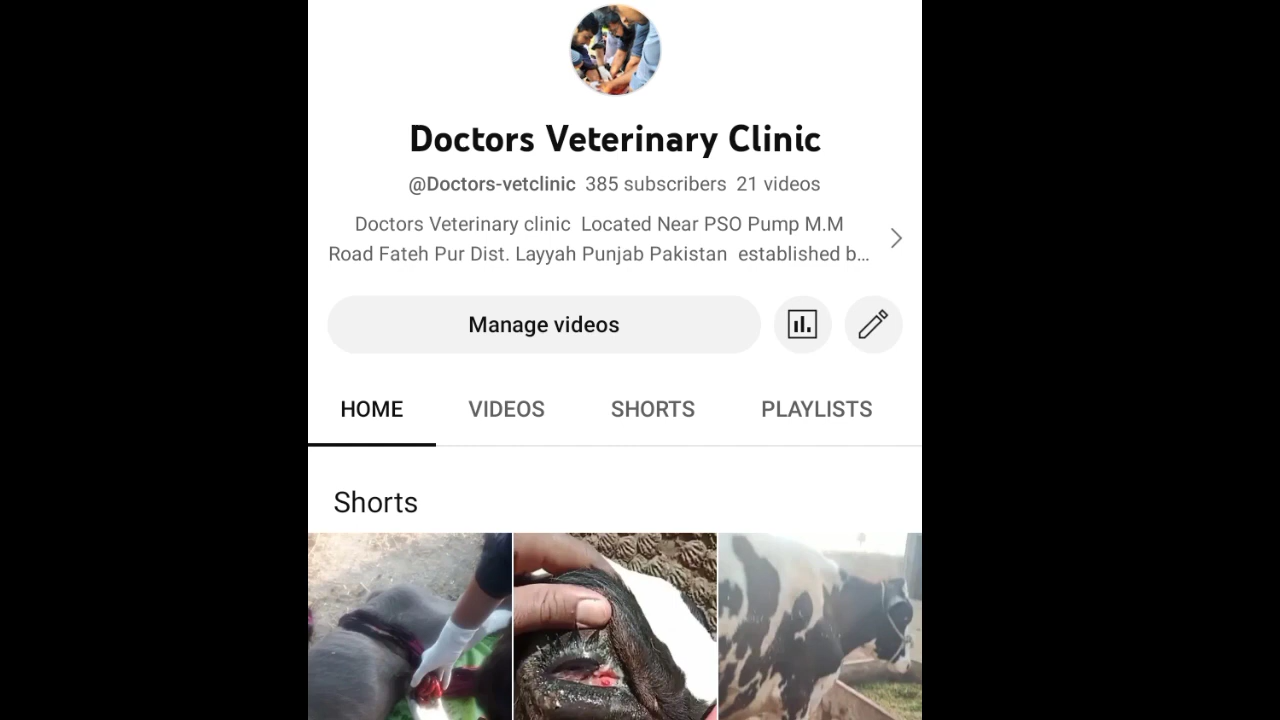 Doctors Veterinary Clinic
@Doctors-vetclinic 385 subscribers 21 videos
Doctors Veterinary clinic Located Near PSO Pump M.M
Road Fateh Pur Dist. Layyah Punjab Pakistan established b...
Manage videos
HOME VIDEOS SHORTS PLAYLISTS
Shorts